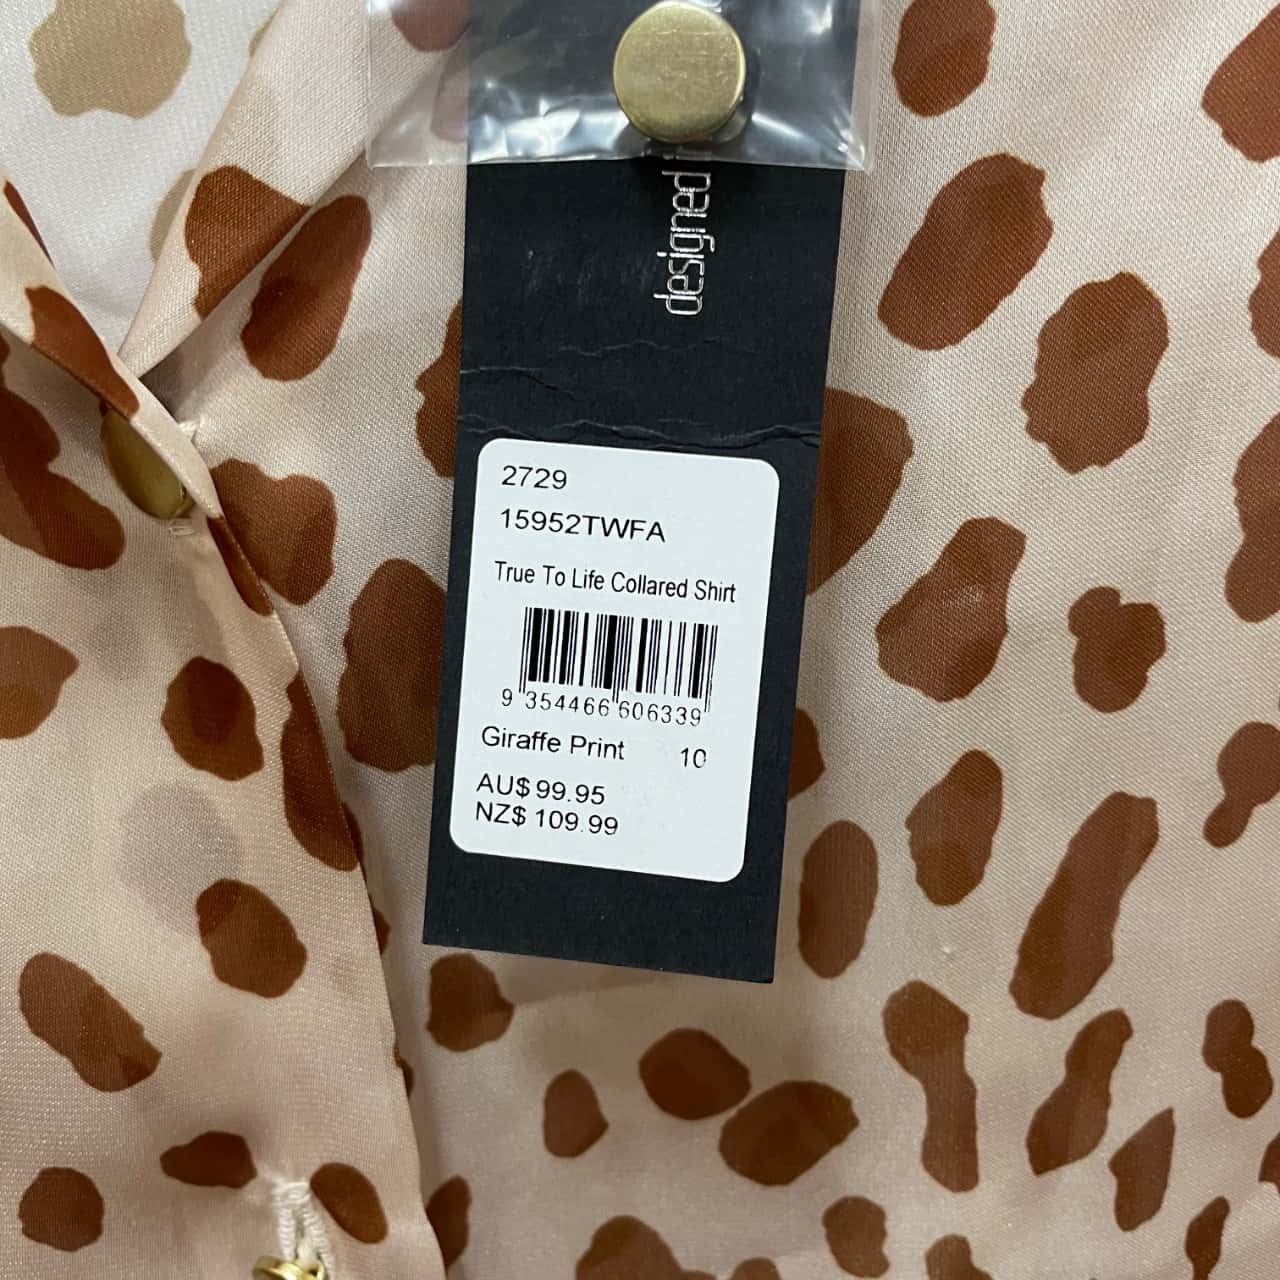 designed i
2729
15952TWFA
True To Life Collared Shirt
9 354466 606339
Giraffe Print 10
AU$ 99.95
NZ$ 109.99